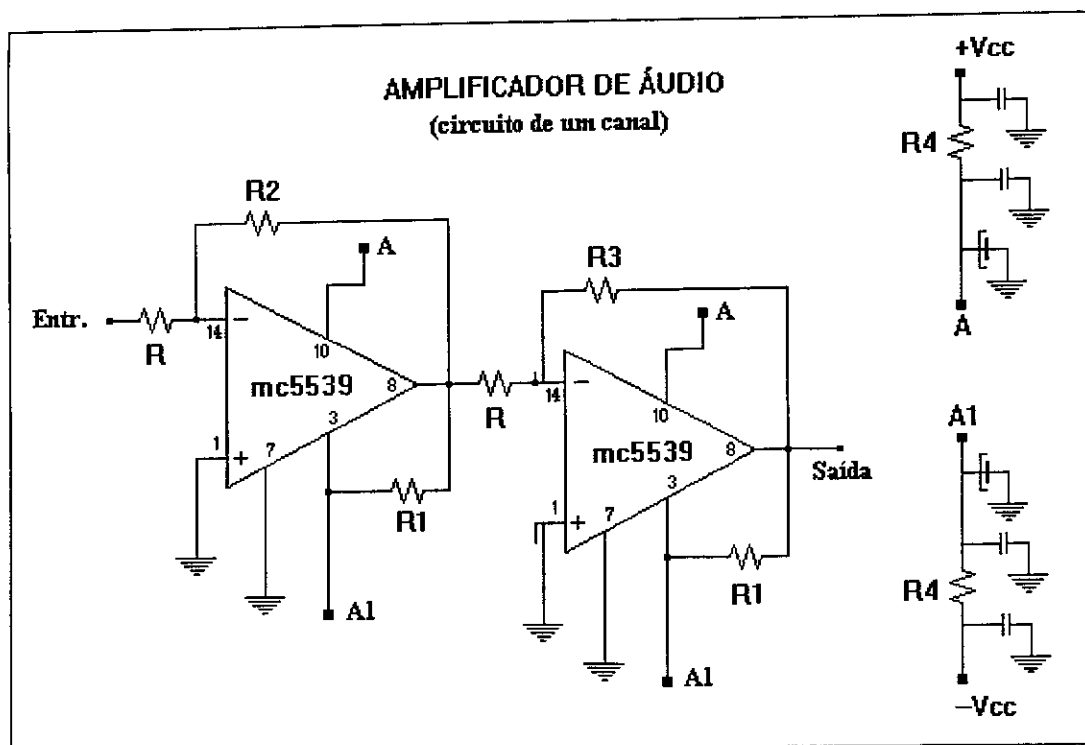 AMPLIFICADOR DE ÁUDIO
(circuito de um canal)
+Vcc
R4
A
R2
A
R3
A
Entr.
R
14
−
10
mc5539
8
3
1
+
7
R1
A1
R
14
−
10
mc5539
8
3
1
+
7
R1
A1
Saída
A1
R4
−Vcc